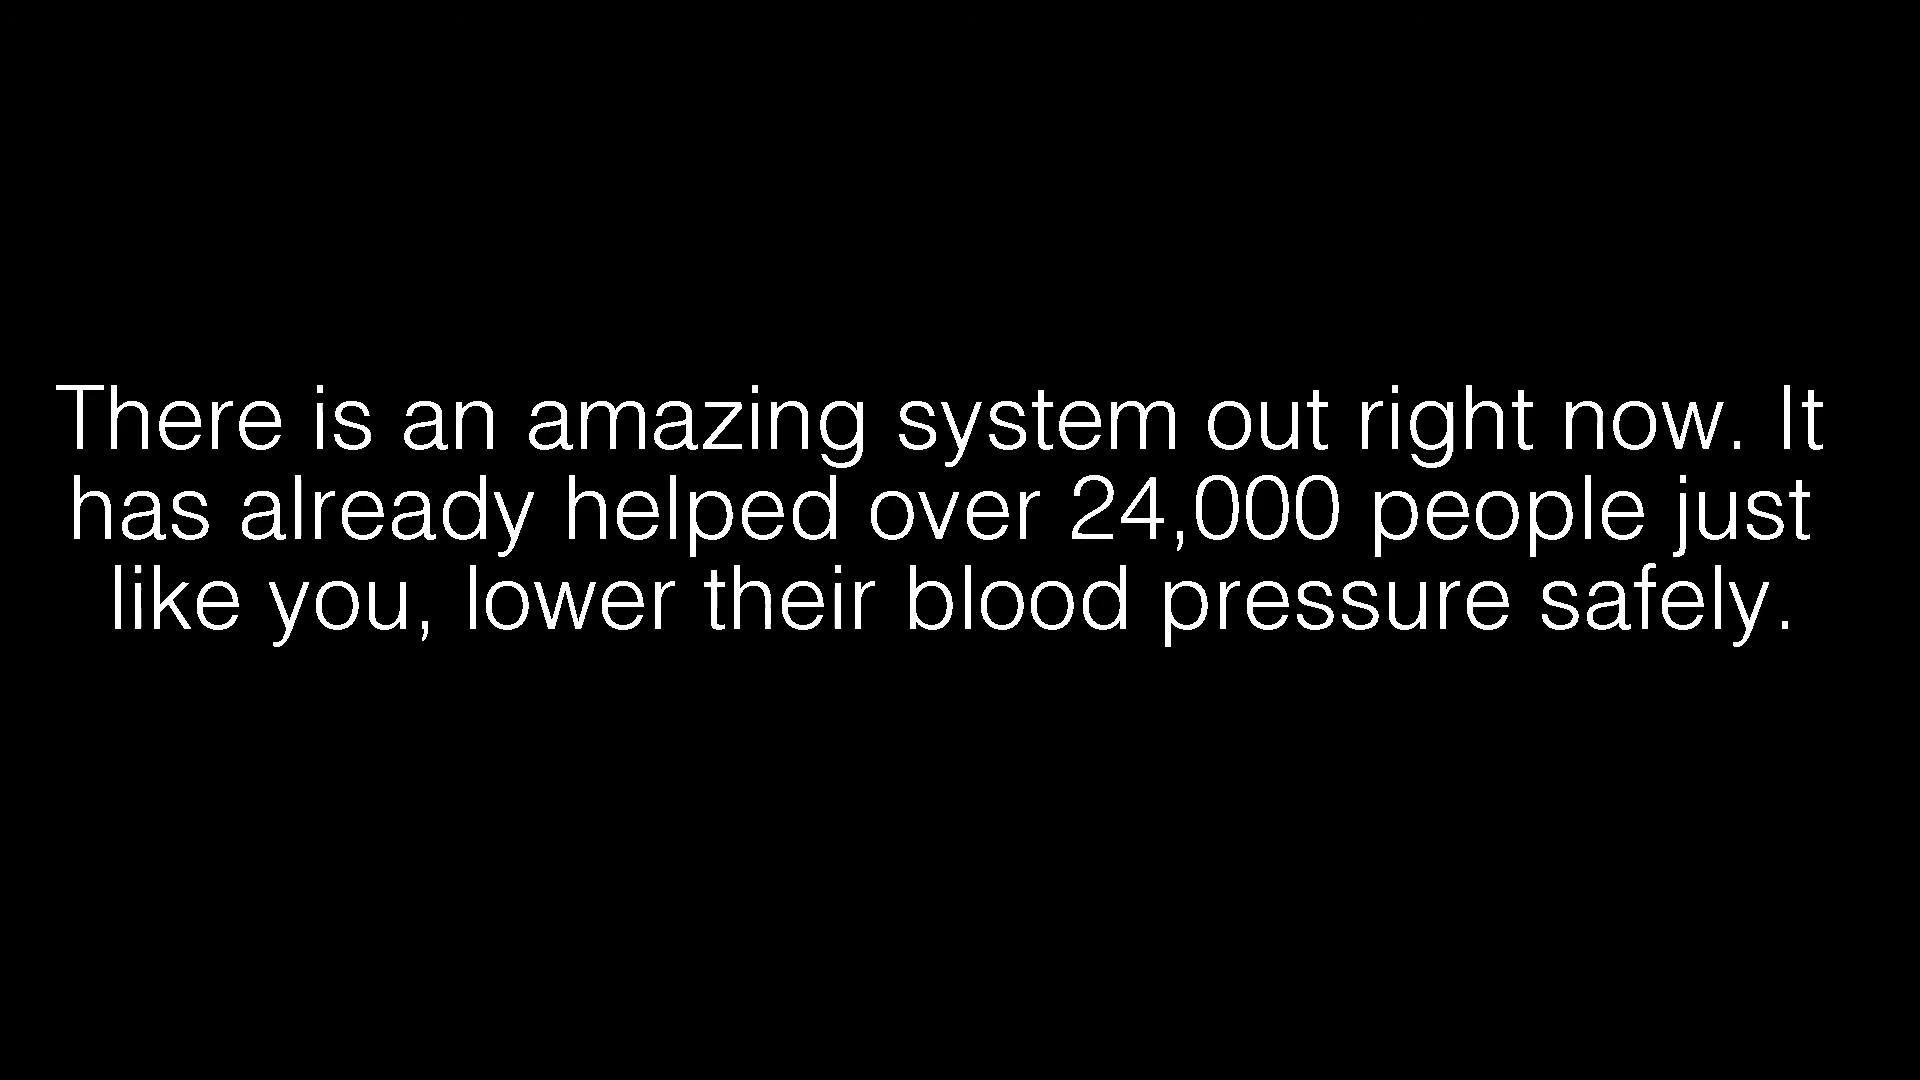 There is an amazing system out right now. It
has already helped over 24,000 people just
like you, lower their blood pressure safely.